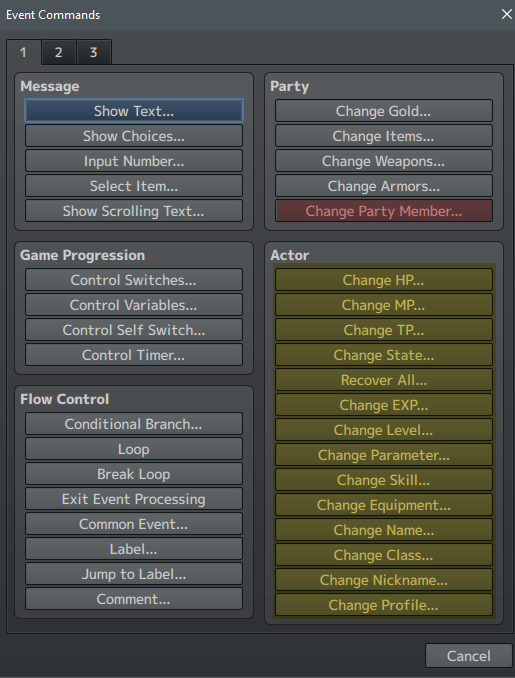 Event Commands
1
2
3
Message
Show Text...
Show Choices...
Input Number...
Select Item...
Show Scrolling Text...
Game Progression
Control Switches...
Control Variables...
Control Self Switch...
Control Timer...
Flow Control
Conditional Branch...
Loop
Break Loop
Exit Event Processing
Common Event...
Label...
Jump to Label...
Comment...
Party
Change Gold...
Change Items...
Change Weapons...
Change Armors...
Change Party Member...
Actor
Change HP...
Change MP...
Change TP...
Change State...
Recover All...
Change EXP...
Change Level...
Change Parameter...
Change Skill...
Change Equipment...
Change Name...
Change Class...
Change Nickname...
Change Profile...
Cancel